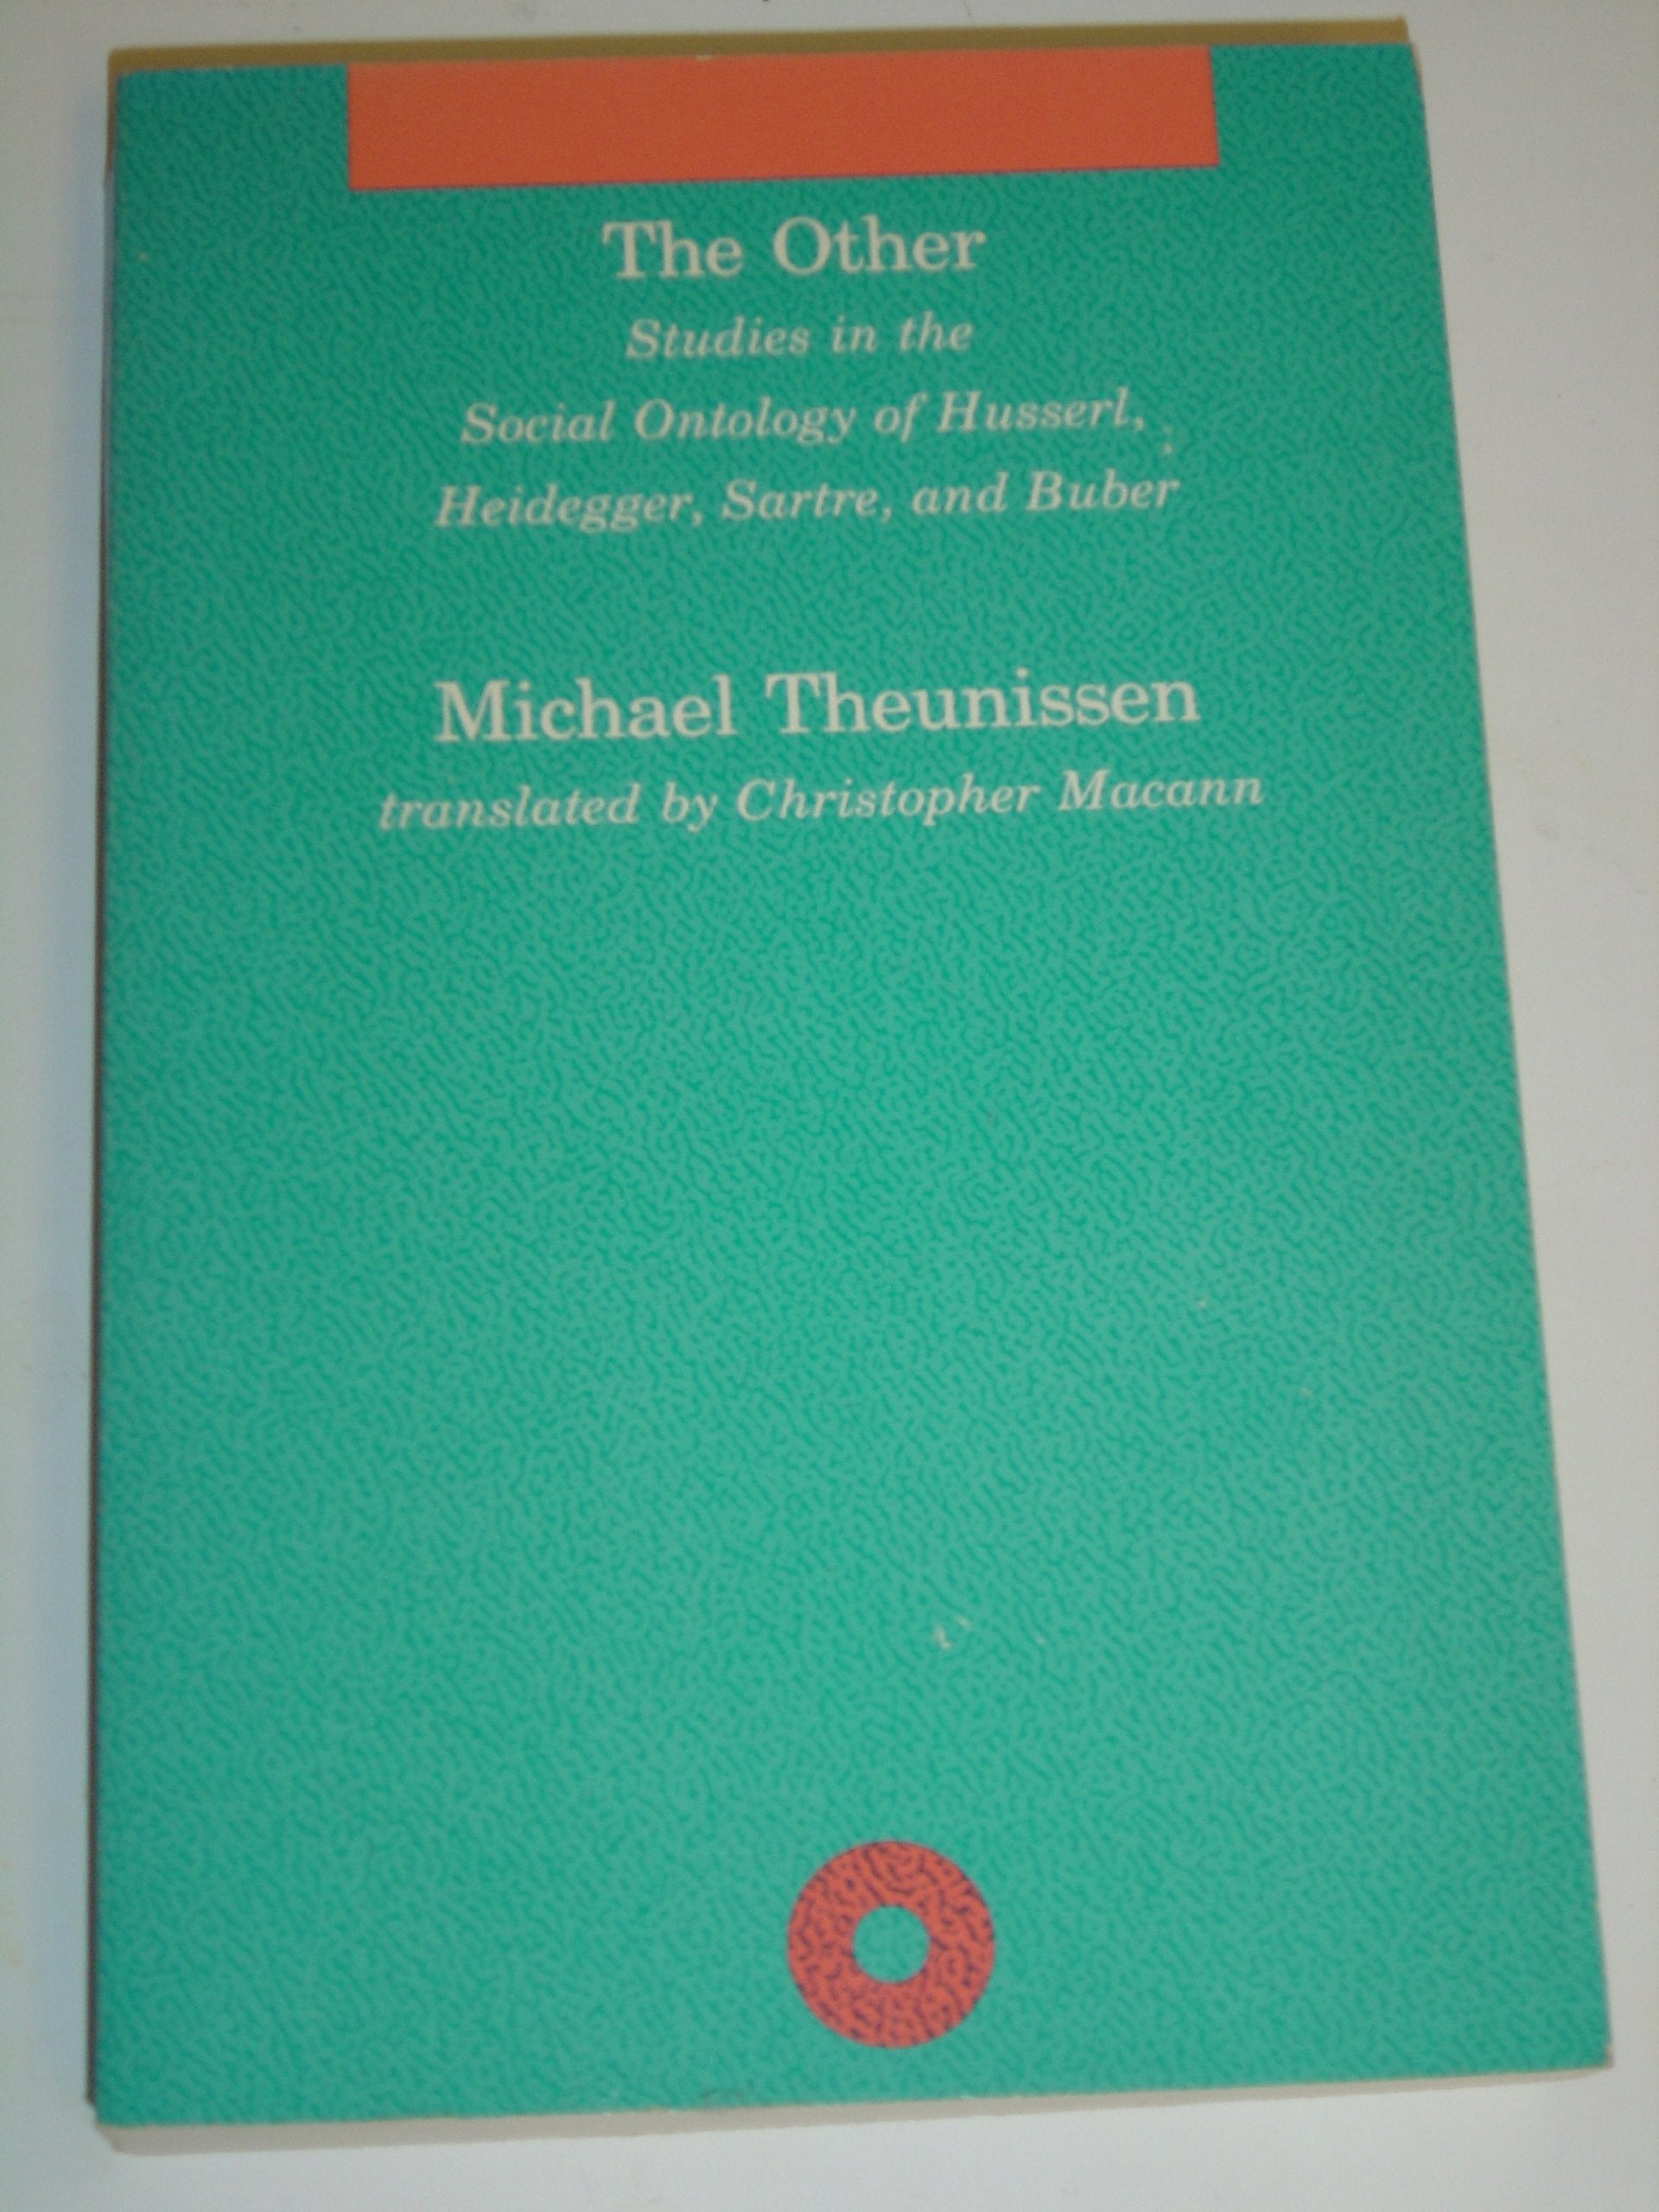 The Other
Studies in the
Social Ontology of Husserl,
Heidegger, Sartre, and Buber
Michael Theunissen
translated by Christopher Macann